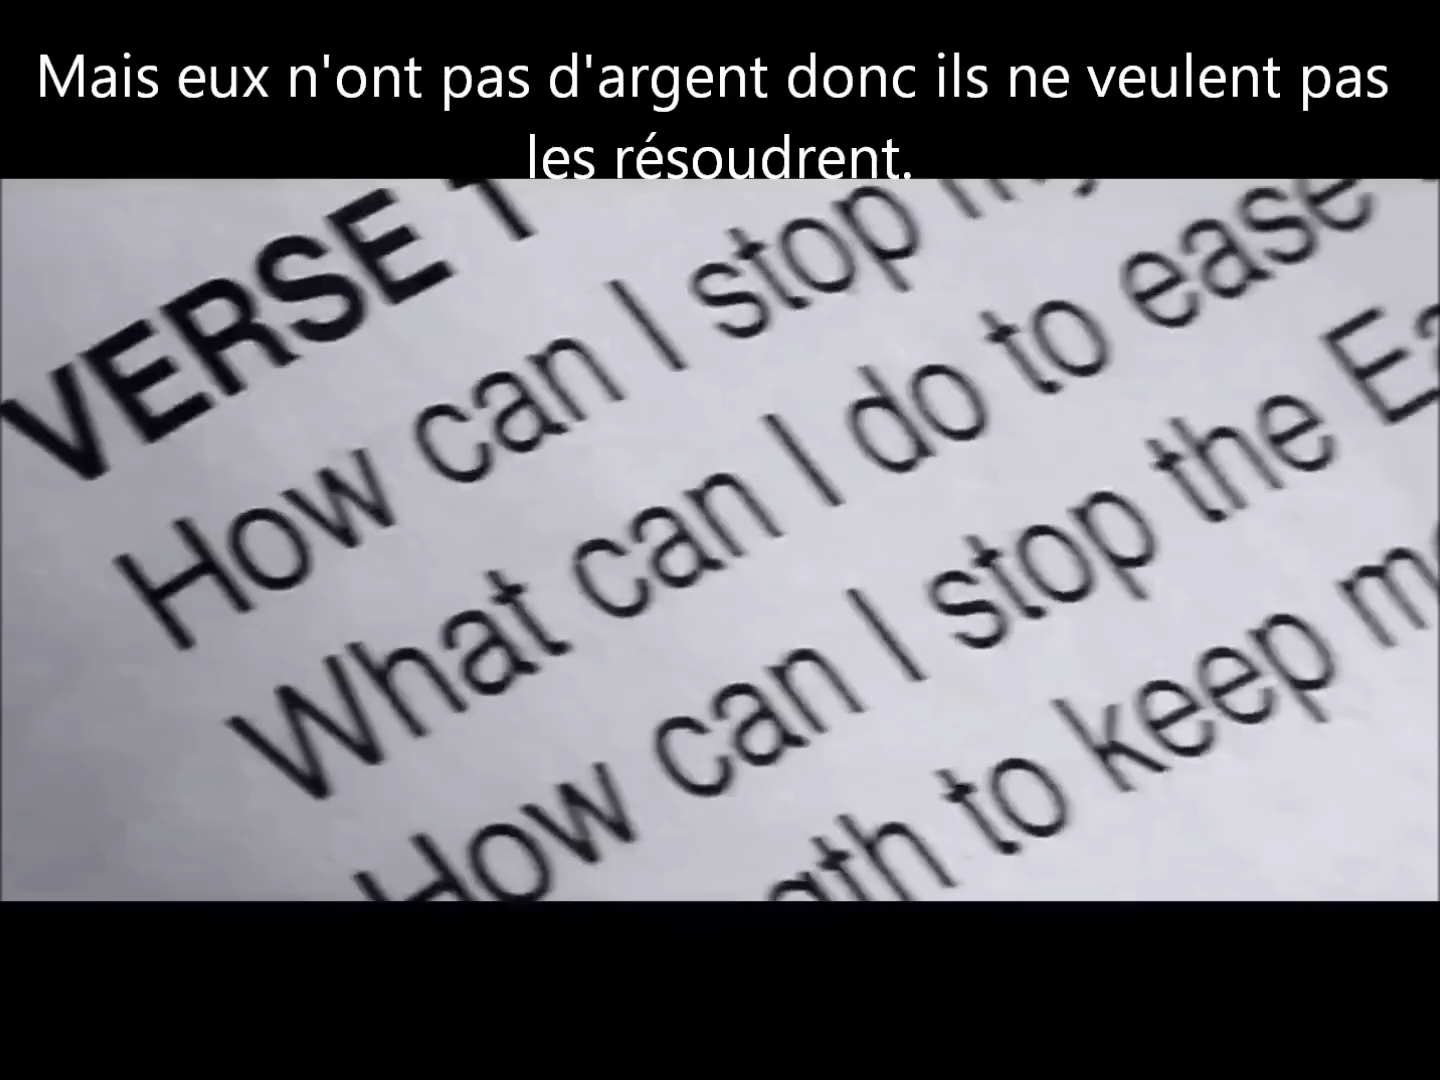 Mais eux n'ont pas d'argent donc ils ne veulent pas
les résoudrent.
VERSE 1
How can I stop
What can I do to ease
How can I stop the
to keep